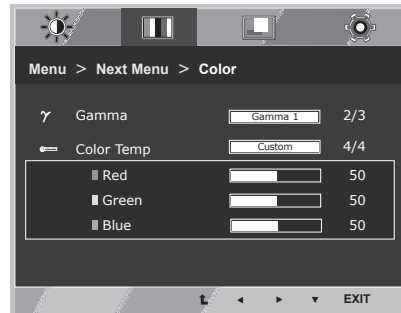 Menu > Next Menu > Color
γ Gamma Gamma 1 2/3
Color Temp Custom 4/4
Red 50
Green 50
Blue 50
EXIT